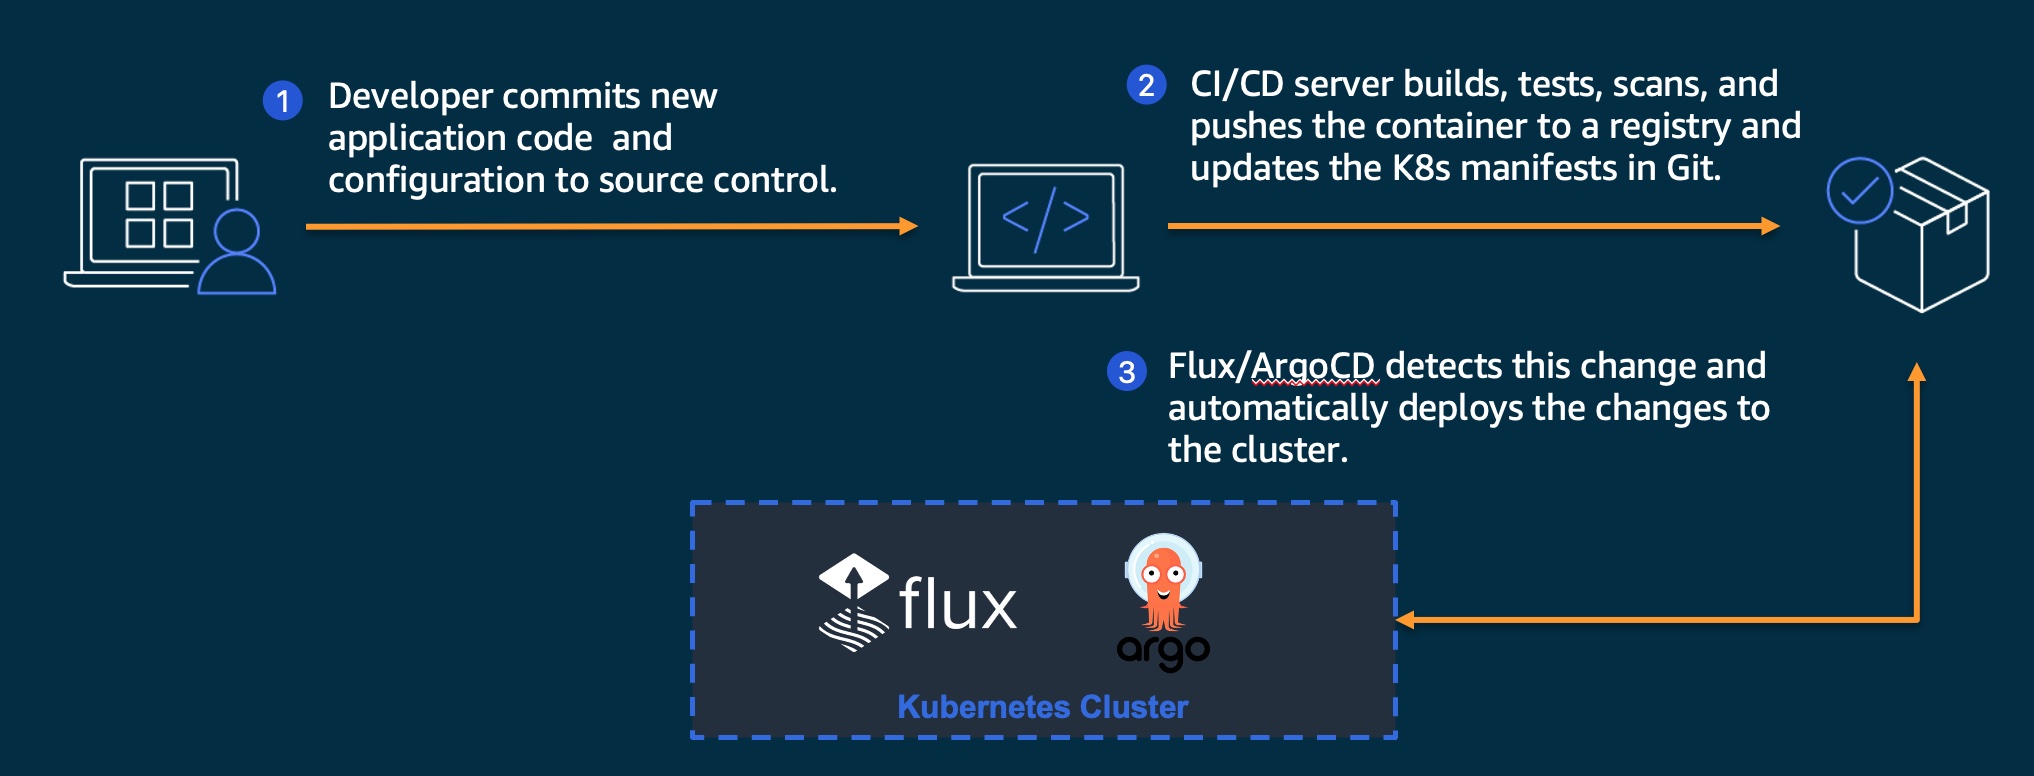 1
Developer commits new
application code  and
configuration to source control.
2
CI/CD server builds, tests, scans, and
pushes the container to a registry and
updates the K8s manifests in Git.
</>
3
Flux/ArgoCD detects this change and
automatically deploys the changes to
the cluster.
flux
argo
Kubernetes Cluster